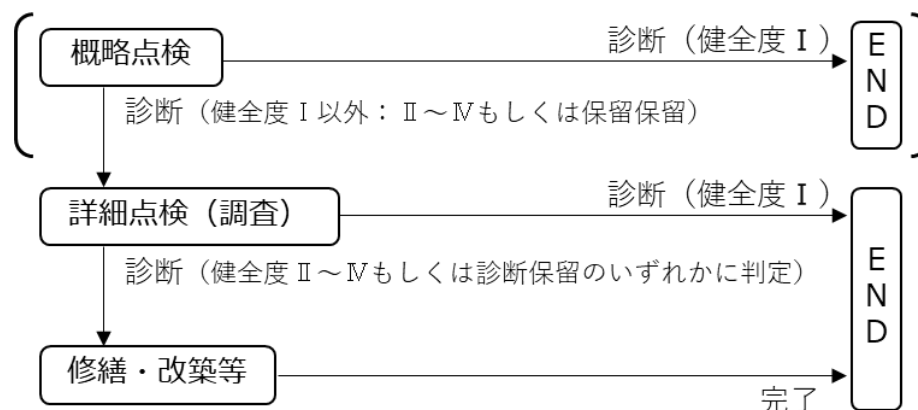 概略点検
診断（健全度Ⅰ）
END
診断（健全度Ⅰ以外：Ⅱ～Ⅳもしくは保留保留）
詳細点検（調査）
診断（健全度Ⅰ）
END
診断（健全度Ⅱ～Ⅳもしくは診断保留のいずれかに判定）
修繕・改築等
完了